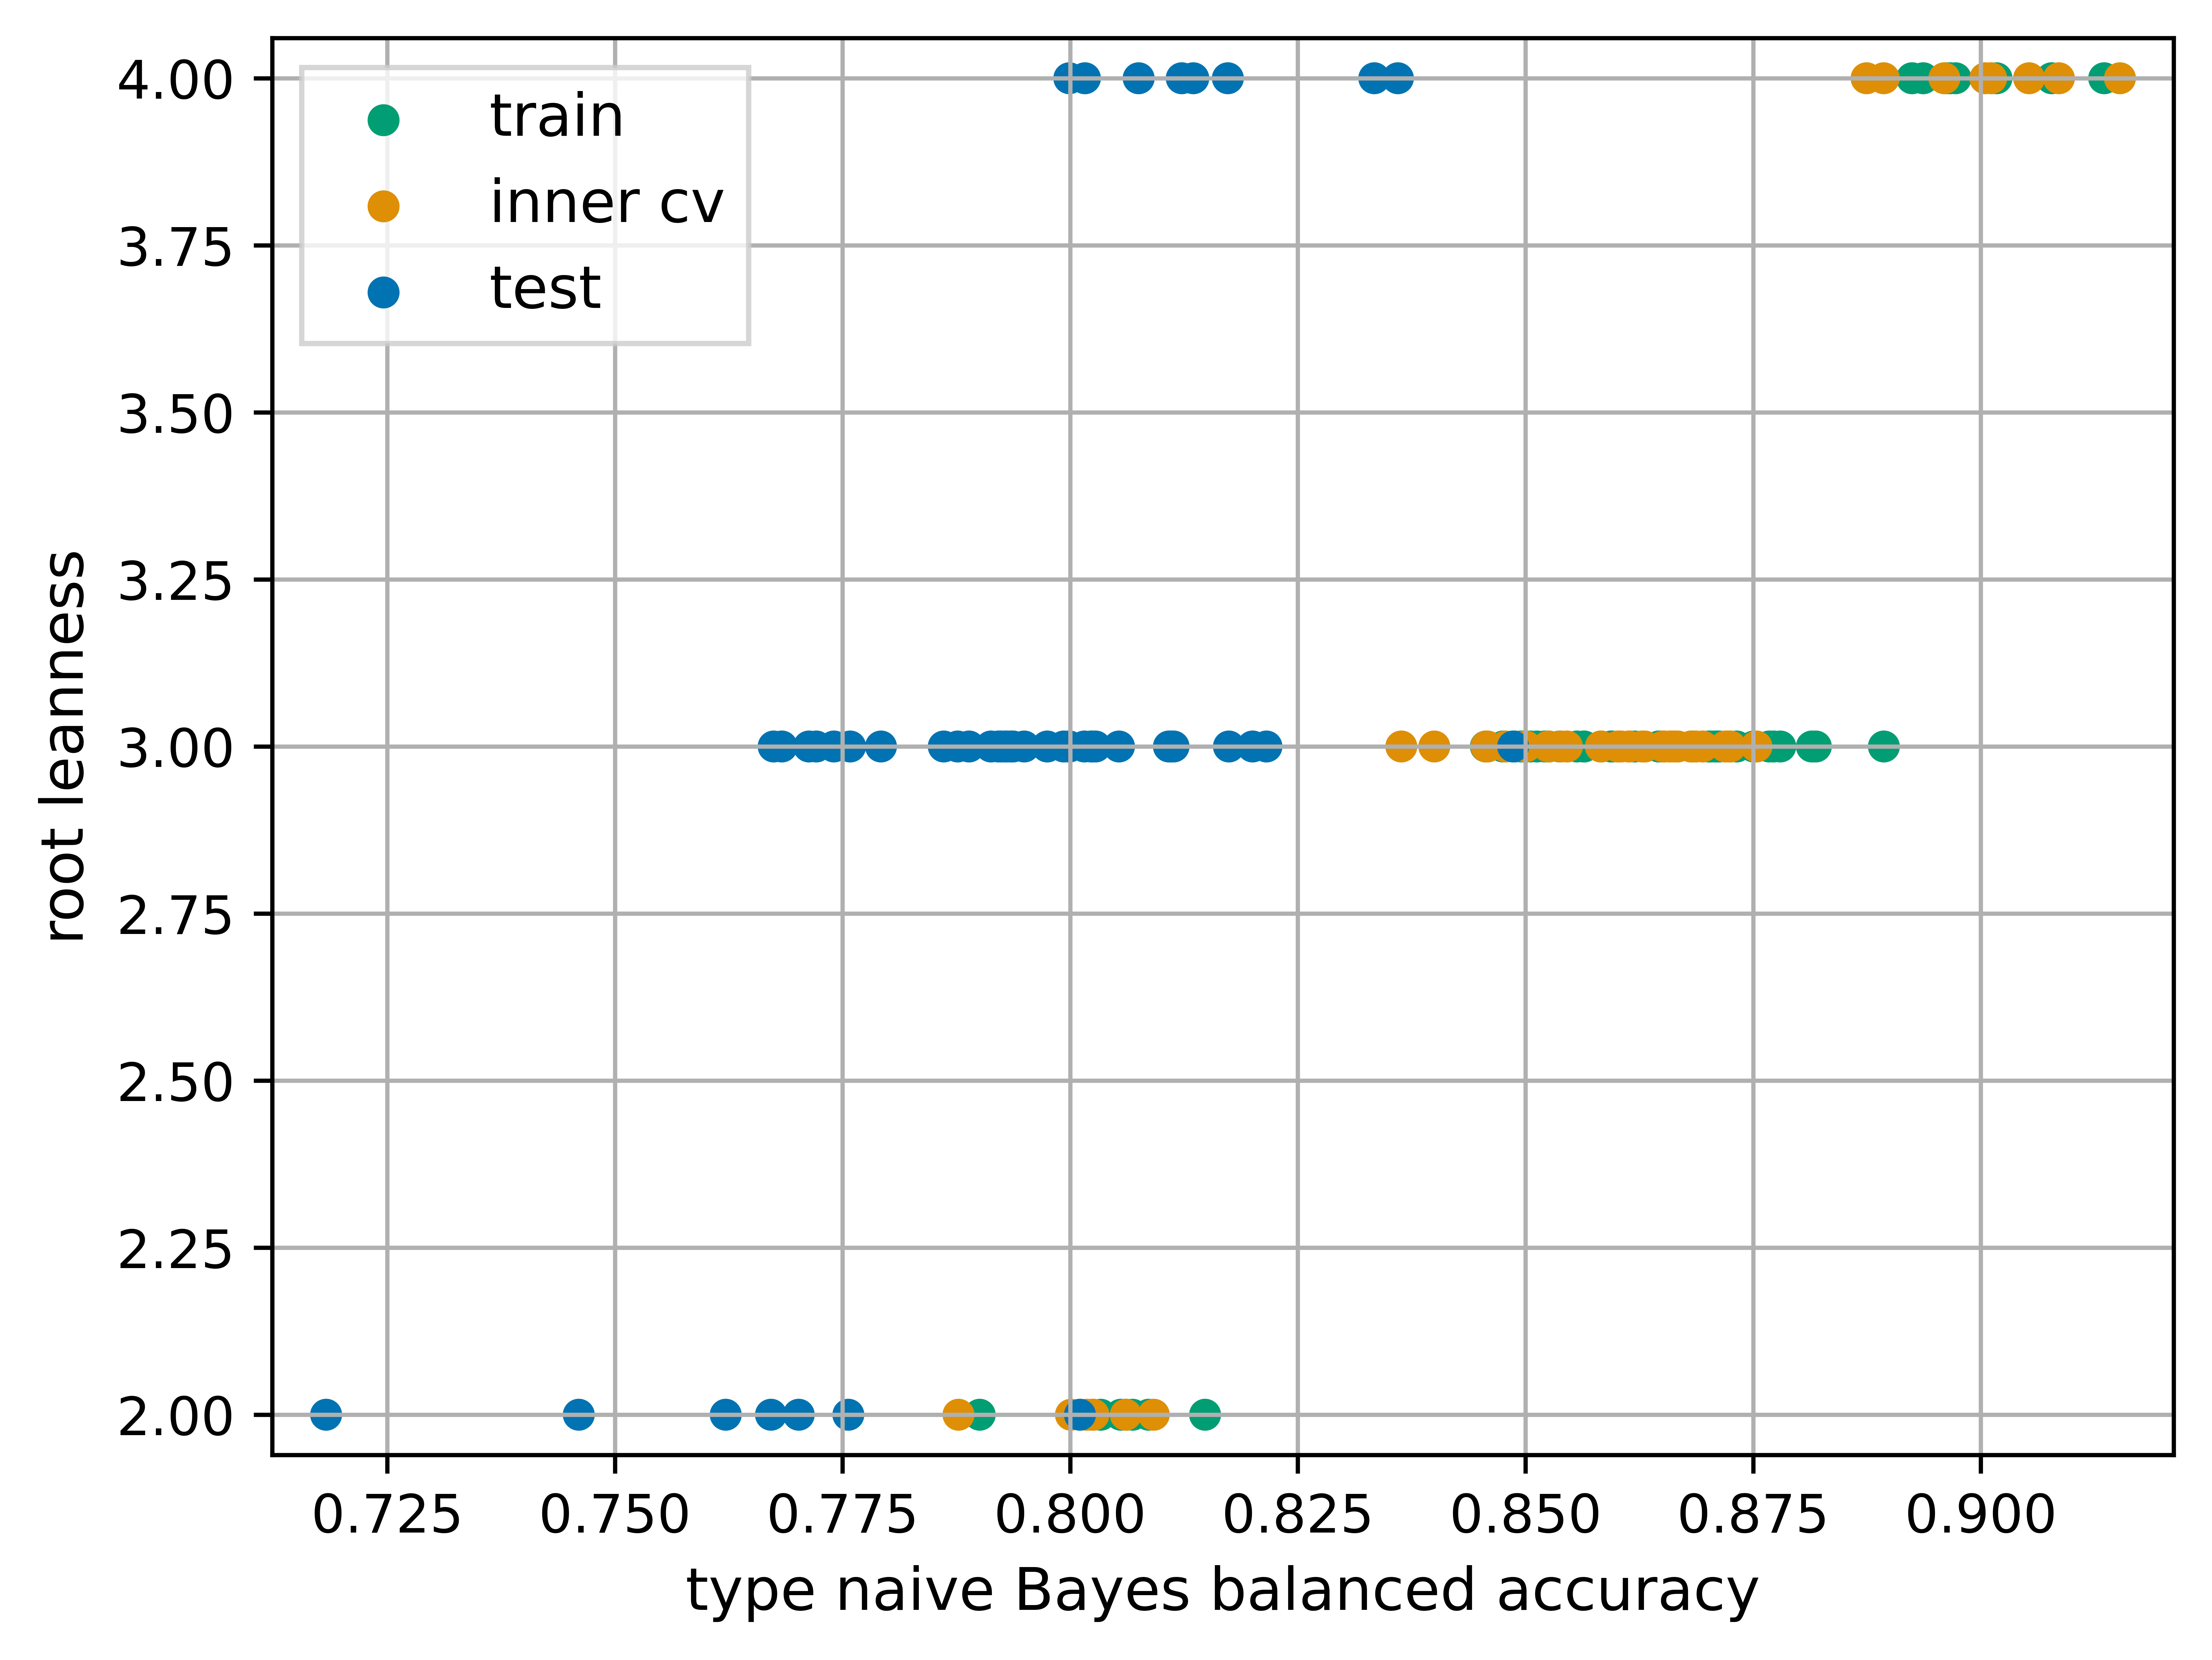 4.00
3.75
3.50
3.25
3.00
2.75
2.50
2.25
2.00
root leanness
train
inner cv
test
0.725 0.750 0.775 0.800 0.825 0.850 0.875 0.900
type naive Bayes balanced accuracy